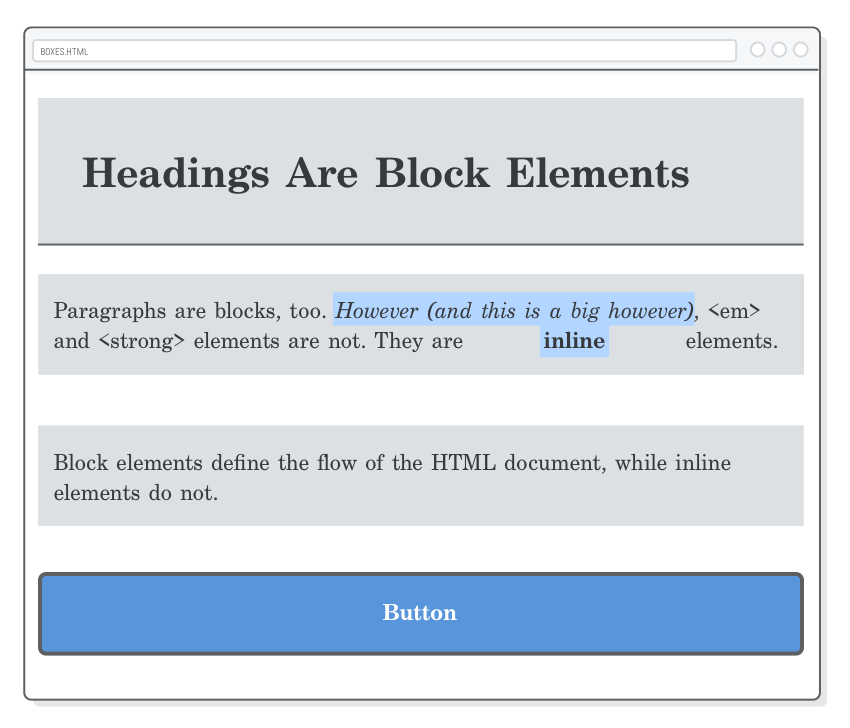 BOXES.HTML
Headings Are Block Elements
Paragraphs are blocks, too. However (and this is a big however), <em>
and <strong> elements are not. They are inline elements.
Block elements define the flow of the HTML document, while inline
elements do not.
Button